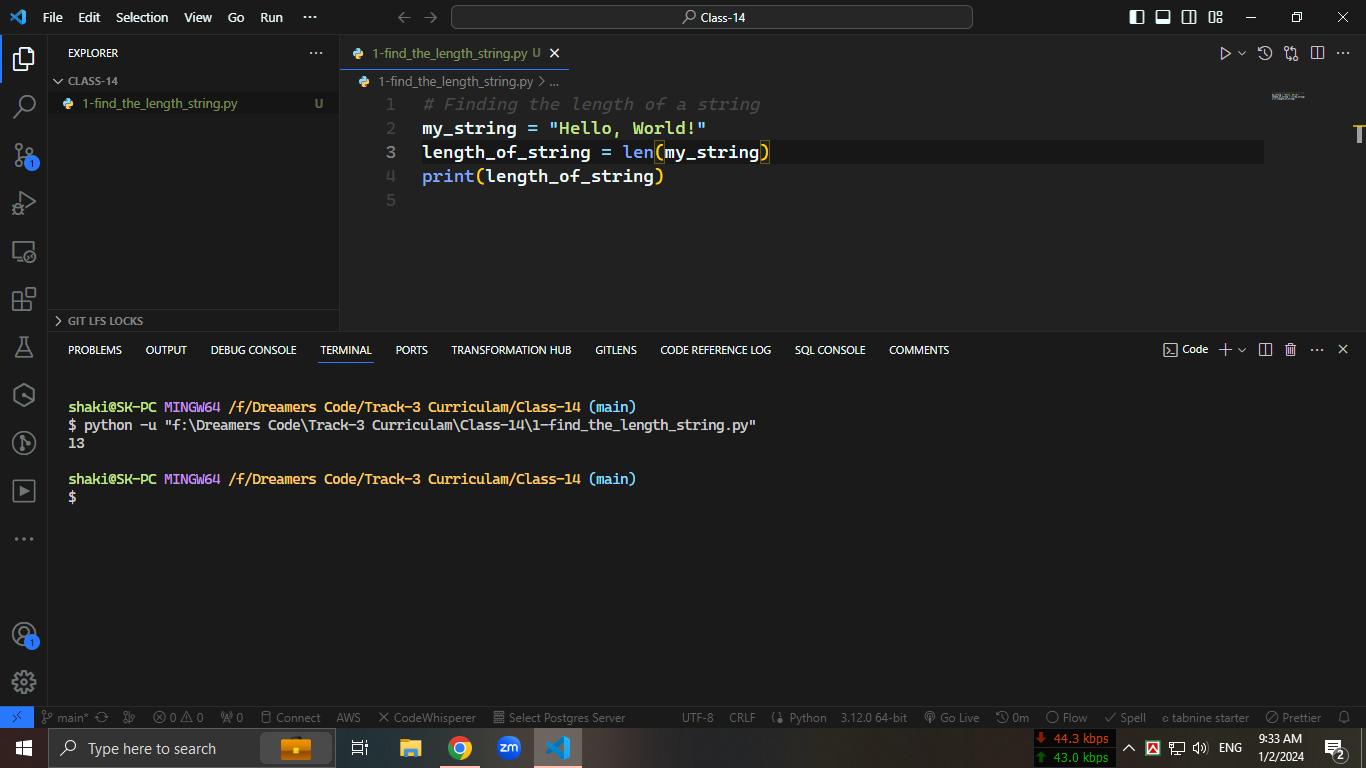 File Edit Selection View Go Run ··· Class-14
EXPLORER ···
CLASS-14
1-find_the_length_string.py U
GIT LFS LOCKS
1-find_the_length_string.py U
1-find_the_length_string.py > ...
1 # Finding the length of a string
2 my_string = "Hello, World!"
3 length_of_string = len(my_string)
4 print(length_of_string)
5
PROBLEMS OUTPUT DEBUG CONSOLE TERMINAL PORTS TRANSFORMATION HUB GITLENS CODE REFERENCE LOG SQL CONSOLE COMMENTS Code
shaki@SK-PC MINGW64 /f/Dreamers Code/Track-3 Curriculam/Class-14 (main)
$ python -u "f:\Dreamers Code\Track-3 Curriculam\Class-14\1-find_the_length_string.py"
13
shaki@SK-PC MINGW64 /f/Dreamers Code/Track-3 Curriculam/Class-14 (main)
$
1
1
main* 0 0 0 Connect AWS CodeWhisperer Select Postgres Server UTF-8 CRLF Python 3.12.0 64-bit Go Live 0m Flow Spell tabnine starter Prettier
Type here to search zm 44.3 kbps ENG 9:33 AM
43.0 kbps 1/2/2024 2